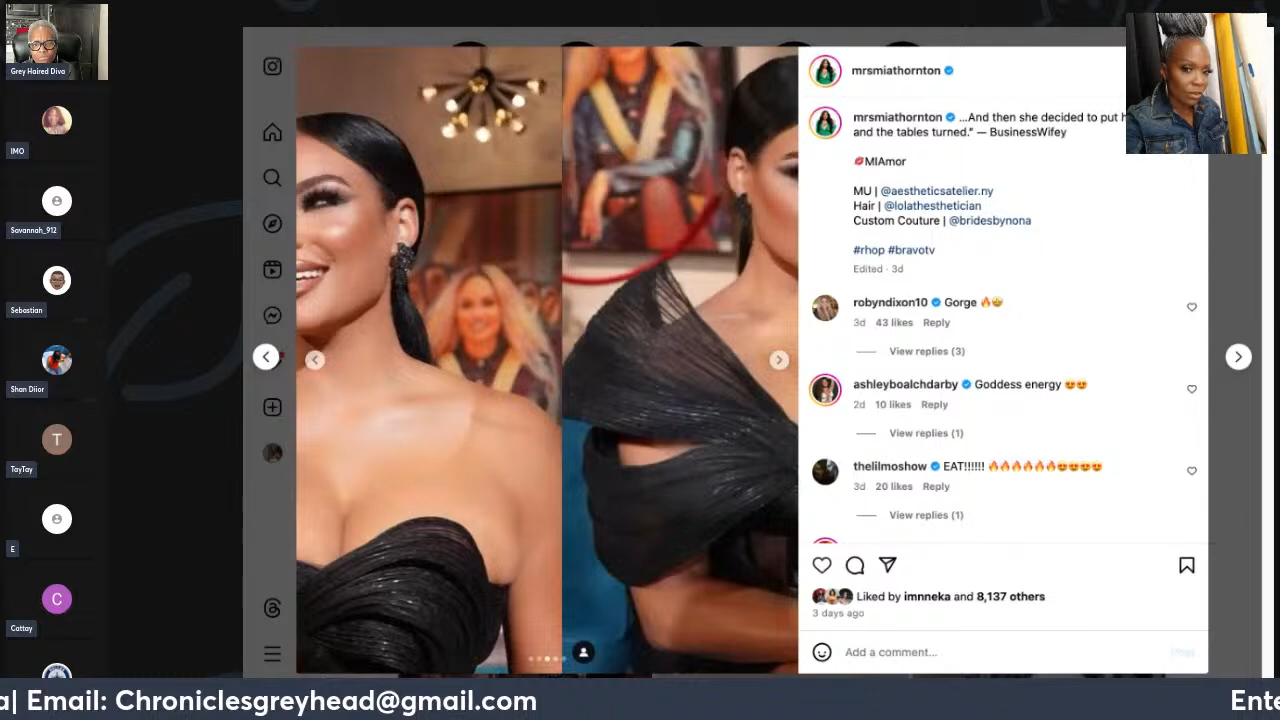 Grey Haired Diva
IMO
Sovannah_912
Sebastian
Shan Diior
T
TayTay
E
C
Cattay
mrsmiathornton
mrsmiathornton ...And then she decided to put
and the tables turned." — BusinessWifey
💋MIAmor
MU | @aestheticsatelier.ny
Hair | @lolathesthetician
Custom Couture | @bridesbynona
#rhop #bravotv
Edited · 3d
robyndixon10 Gorge 🔥🤩
3d 43 likes Reply
View replies (3)
ashleyboalchdarby Goddess energy 😍😍
2d 10 likes Reply
View replies (1)
thelilmoshow EAT!!!!!! 🔥🔥🔥🔥🔥🔥😍😍😍😍
3d 20 likes Reply
View replies (1)
Liked by imnneka and 8,137 others
3 days ago
Add a comment...
Post
a| Email: Chroniclesgreyhead@gmail.com
Ente